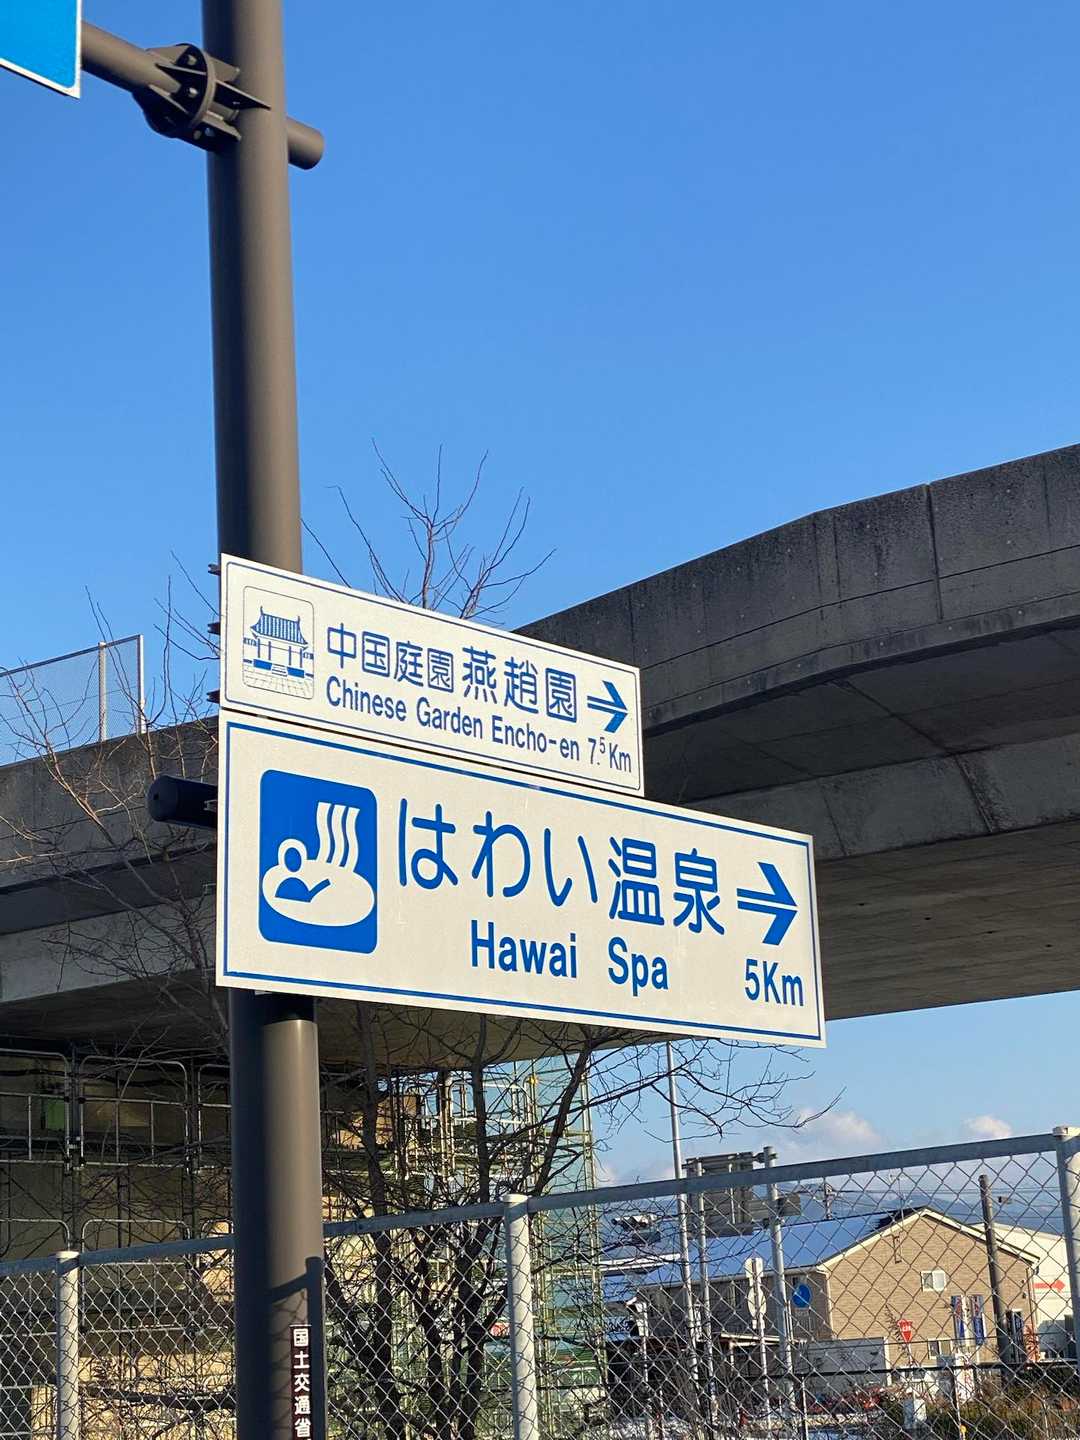 中国庭園 燕趙園
Chinese Garden Encho-en 7.5Km
はわい温泉
Hawai Spa 5Km
国土交通省